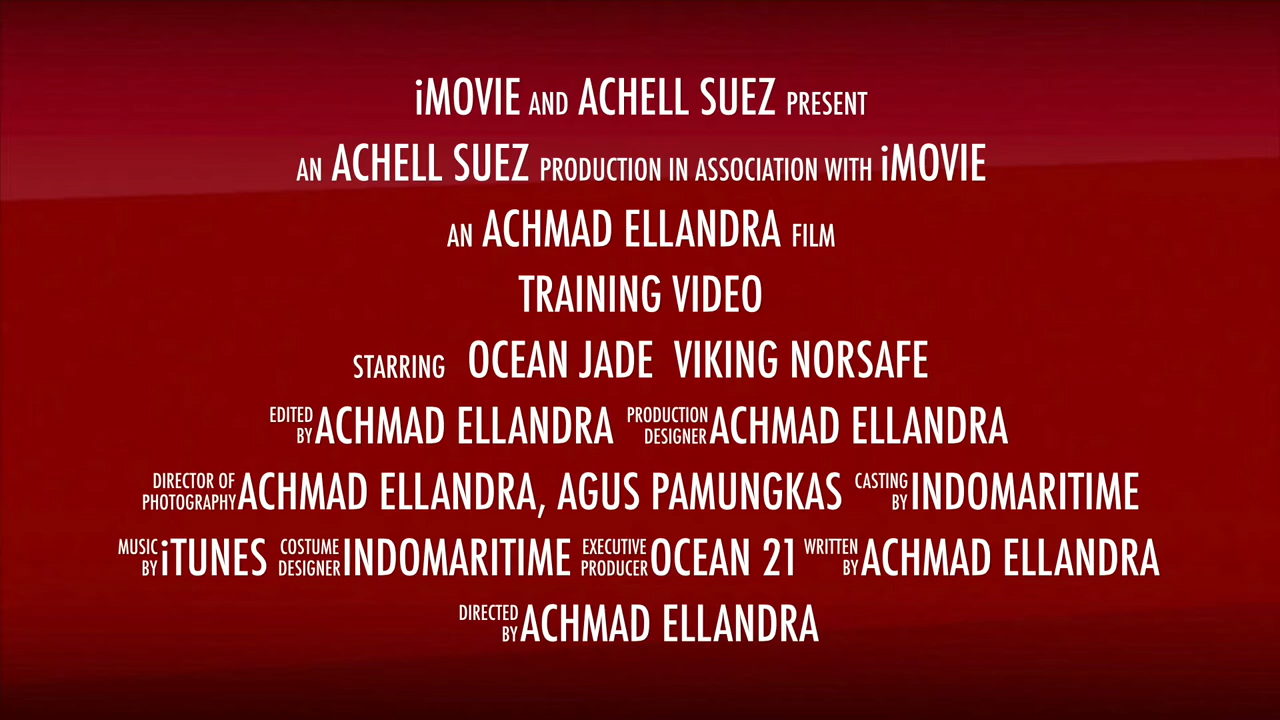 iMOVIE AND ACHELL SUEZ PRESENT
AN ACHELL SUEZ PRODUCTION IN ASSOCIATION WITH iMOVIE
AN ACHMAD ELLANDRA FILM
TRAINING VIDEO
STARRING OCEAN JADE VIKING NORSAFE
EDITED BY ACHMAD ELLANDRA PRODUCTION DESIGNER ACHMAD ELLANDRA
DIRECTOR OF PHOTOGRAPHY ACHMAD ELLANDRA, AGUS PAMUNGKAS CASTING BY INDOMARITIME
MUSIC BY iTUNES COSTUME DESIGNER INDOMARITIME EXECUTIVE PRODUCER OCEAN 21 WRITTEN BY ACHMAD ELLANDRA
DIRECTED BY ACHMAD ELLANDRA